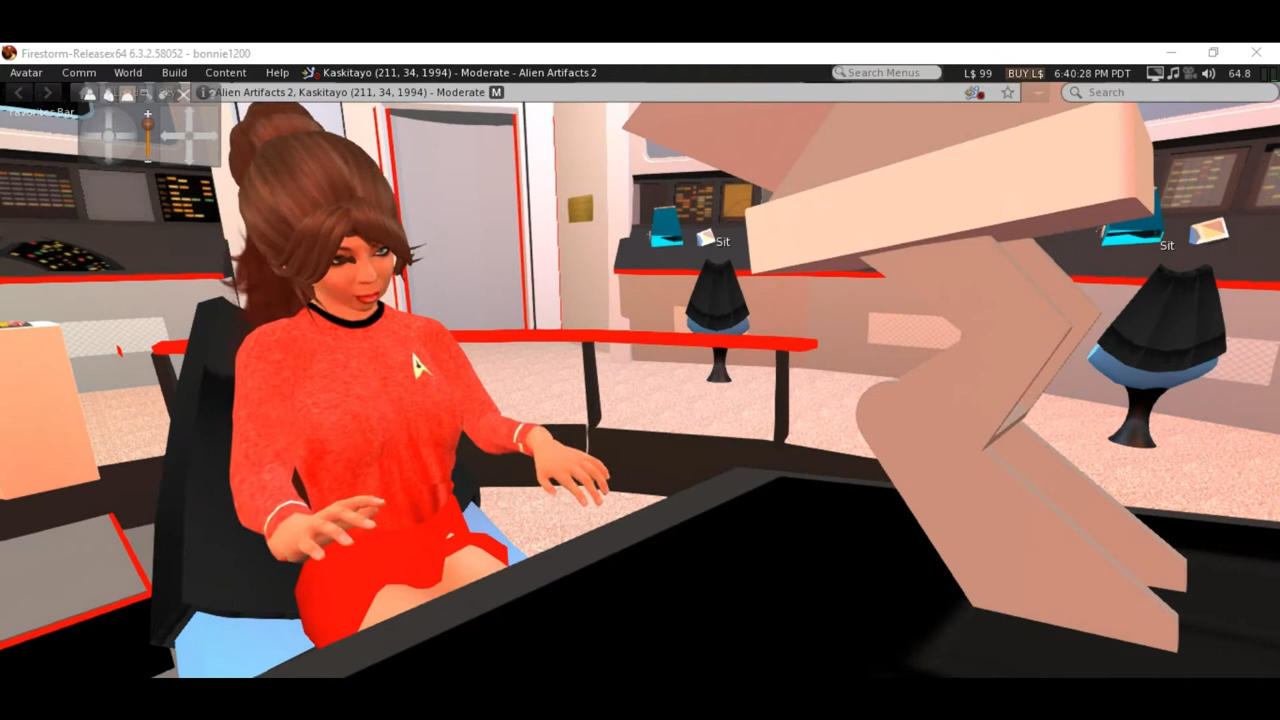 Firestorm-Releasex64 6.3.2.58052 - bonnie1200
Avatar Comm World Build Content Help Kaskitayo (211, 34, 1994) - Moderate - Alien Artifacts 2 Search Menus L$ 99 BUY L$ 6:40:28 PM PDT 64.8
Alien Artifacts 2, Kaskitayo (211, 34, 1994) - Moderate M Search
Favorites Bar
Sit
Sit